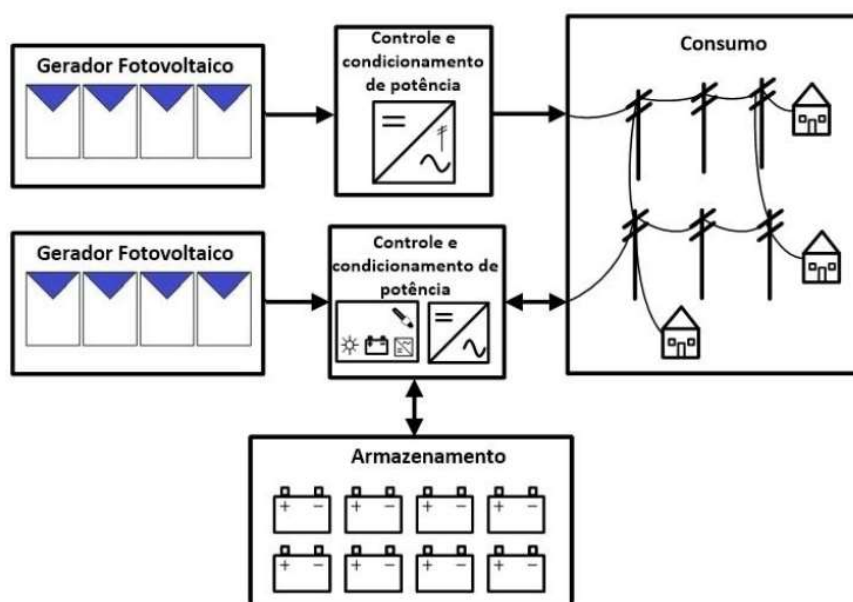 Gerador Fotovoltaico
Controle e
condicionamento
de potência
Consumo
Gerador Fotovoltaico
Controle e
condicionamento de
potência
Armazenamento
+ −
+ −
+ −
+ −
+ −
+ −
+ −
+ −